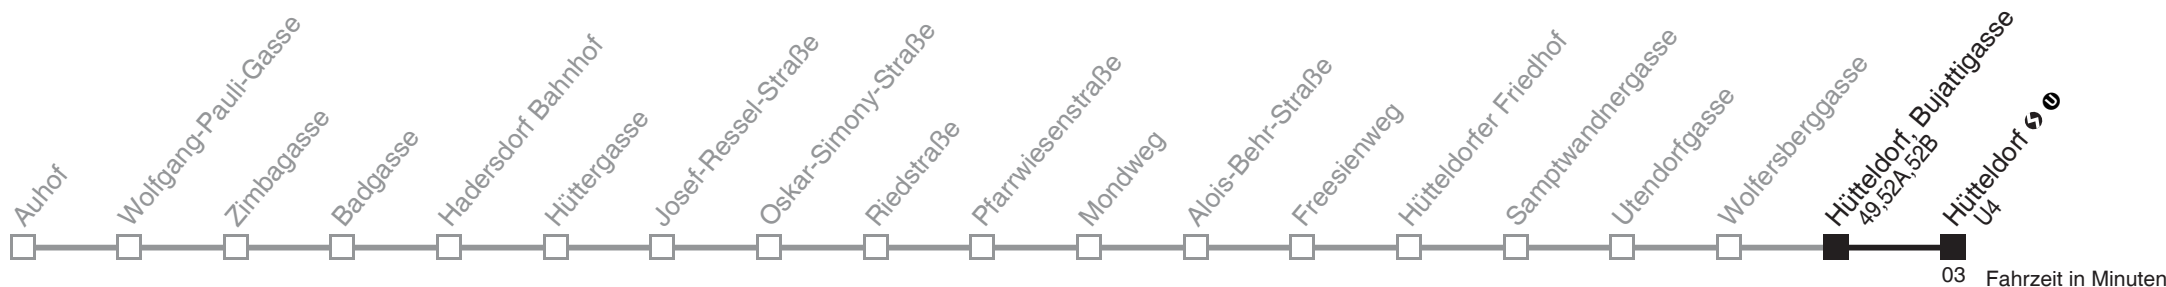 Auhof
Wolfgang-Pauli-Gasse
Zimbagasse
Badgasse
Hadersdorf Bahnhof
Hüttergasse
Josef-Ressel-Straße
Oskar-Simony-Straße
Riedstraße
Pfarrwiesenstraße
Mondweg
Alois-Behr-Straße
Freesienweg
Hütteldorfer Friedhof
Samptwandnergasse
Utendorfgasse
Wolfersberggasse
Hütteldorf, Bujattigasse
49,52A,52B
Hütteldorf S U
U4
03 Fahrzeit in Minuten